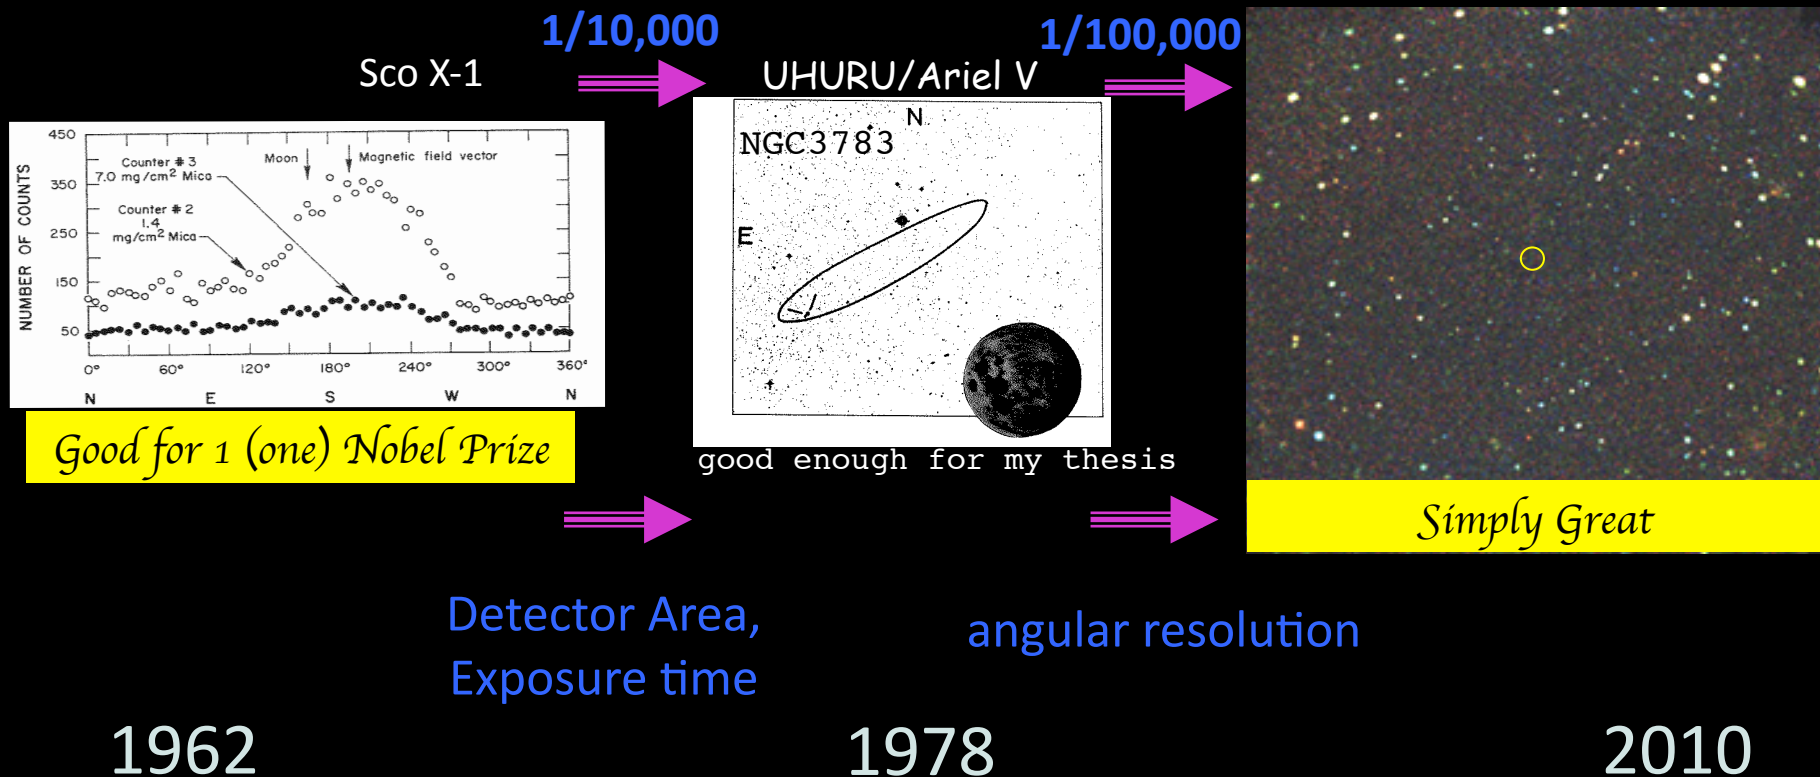 1/10,000
1/100,000
Sco X-1
UHURU/Ariel V
450
350
250
150
50
NUMBER OF COUNTS
Counter # 3
7.0 mg/cm² Mica
Moon
Magnetic field vector
Counter # 2
1.4
mg/cm² Mica
0° 60° 120° 180° 240° 300° 360°
N E S W N
N
NGC3783
E
Good for 1 (one) Nobel Prize
good enough for my thesis
Simply Great
Detector Area,
Exposure time
angular resolution
1962
1978
2010